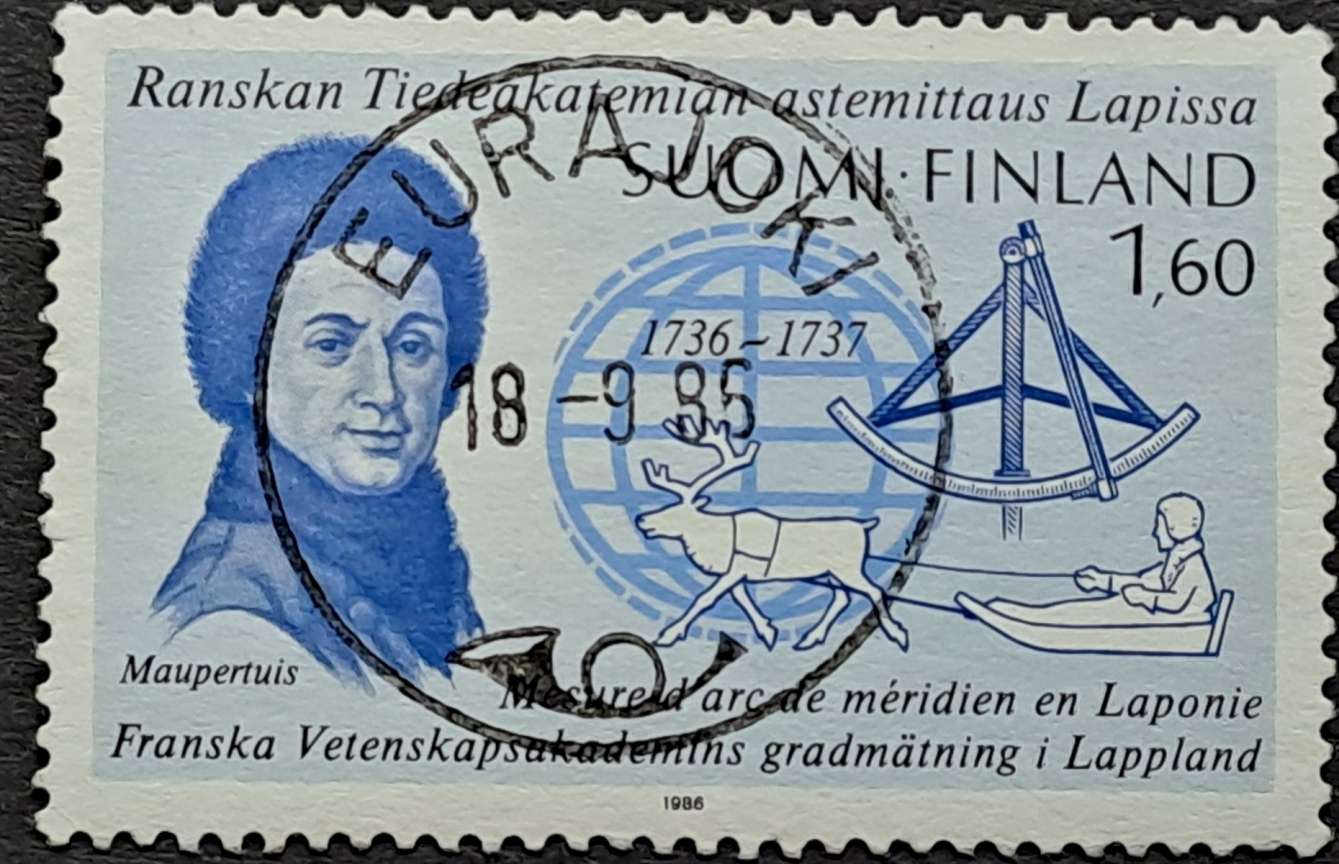 Ranskan Tiedeakatemian astemittaus Lapissa
SUOMI·FINLAND
1,60
EURAJOKI
1736~1737
18-9.86
Maupertuis
Mesure d'arc de méridien en Laponie
Franska Vetenskapsakademins gradmätning i Lappland
1986